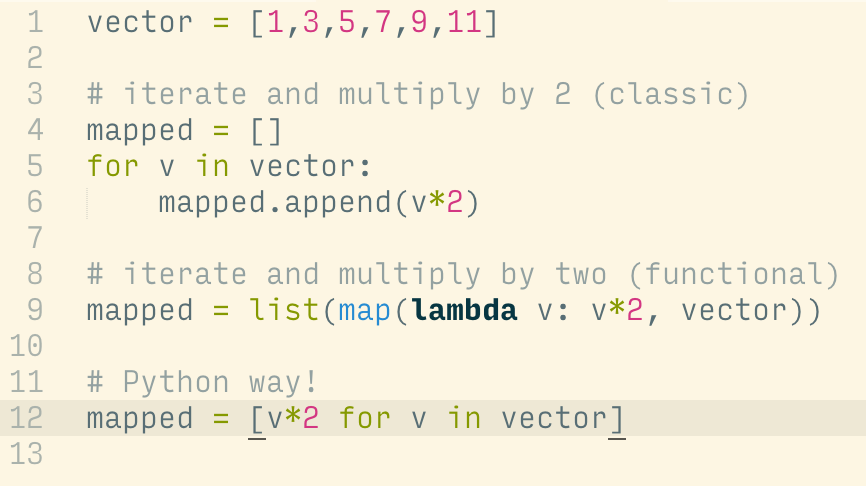 1 vector = [1,3,5,7,9,11]
2
3 # iterate and multiply by 2 (classic)
4 mapped = []
5 for v in vector:
6     mapped.append(v*2)
7
8 # iterate and multiply by two (functional)
9 mapped = list(map(lambda v: v*2, vector))
10
11 # Python way!
12 mapped = [v*2 for v in vector]
13